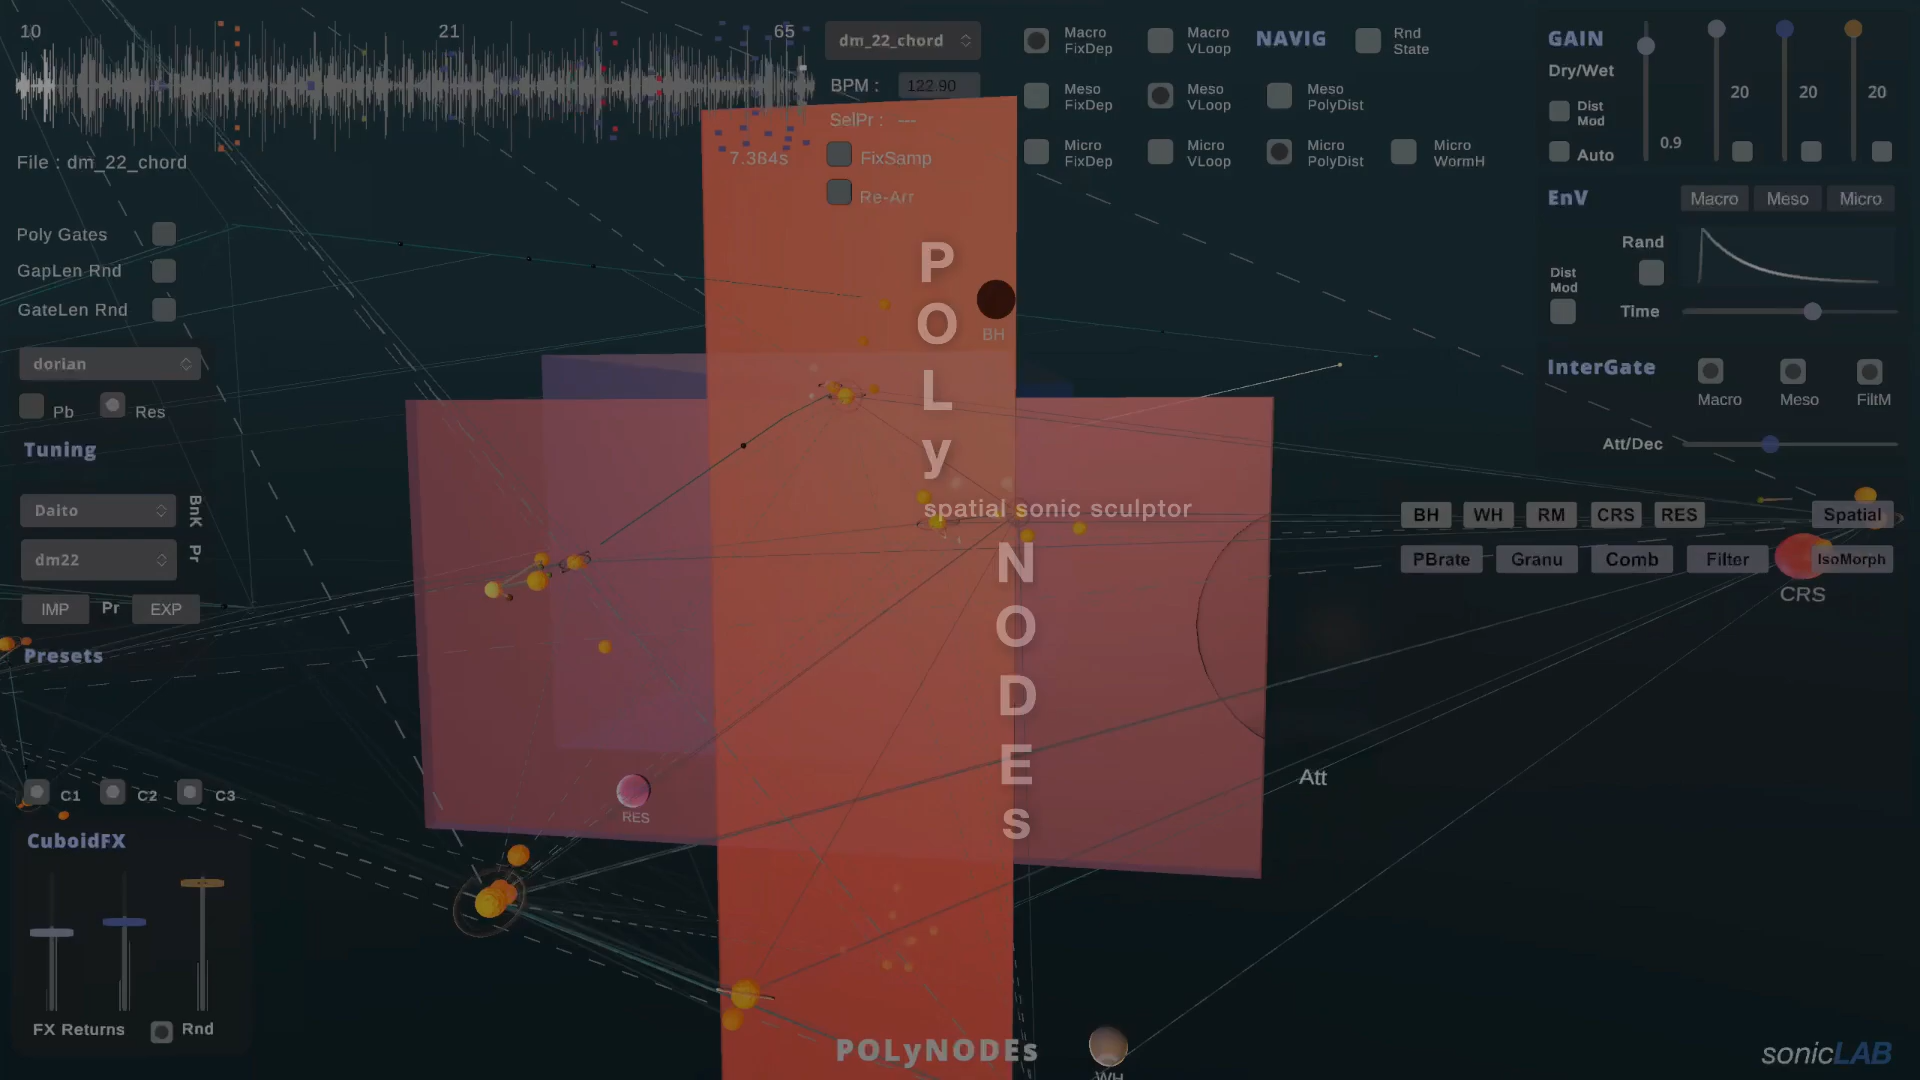 10 21 65
dm_22_chord
BPM : 122.90
SelPr : ---
7.384s
FixSamp
Re-Arr
File : dm_22_chord
Macro FixDep
Macro VLoop
NAVIG
Rnd State
Meso FixDep
Meso VLoop
Meso PolyDist
Micro FixDep
Micro VLoop
Micro PolyDist
Micro WormH
GAIN
Dry/Wet
Dist Mod
Auto
0.9
20 20 20
EnV
Macro Meso Micro
Rand
Dist Mod
Time
InterGate
Macro Meso FiltM
Att/Dec
Poly Gates
GapLen Rnd
GateLen Rnd
dorian
Pb Res
Tuning
Daito
BnK
dm22
Pr
IMP Pr EXP
Presets
POLy
BH
spatial sonic sculptor
NODES
BH WH RM CRS RES Spatial
PBrate Granu Comb Filter IsoMorph
CRS
Att
RES
C1 C2 C3
CuboidFX
FX Returns Rnd
POLyNODEs
WH
sonicLAB